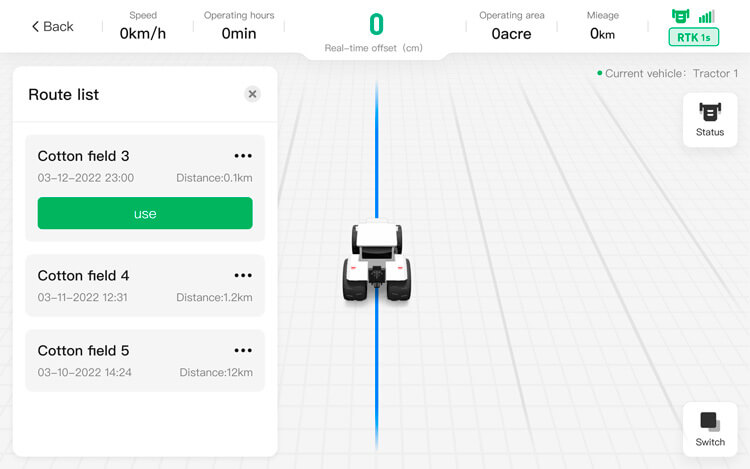 Back
Speed
0km/h
Operating hours
0min
0
Real-time offset (cm)
Operating area
0acre
Mieage
0km
RTK 1s
Current vehicle: Tractor 1
Route list
Cotton field 3
03-12-2022 23:00 Distance:0.1km
use
Cotton field 4
03-11-2022 12:31 Distance:1.2km
Cotton field 5
03-10-2022 14:24 Distance:12km
Status
Switch